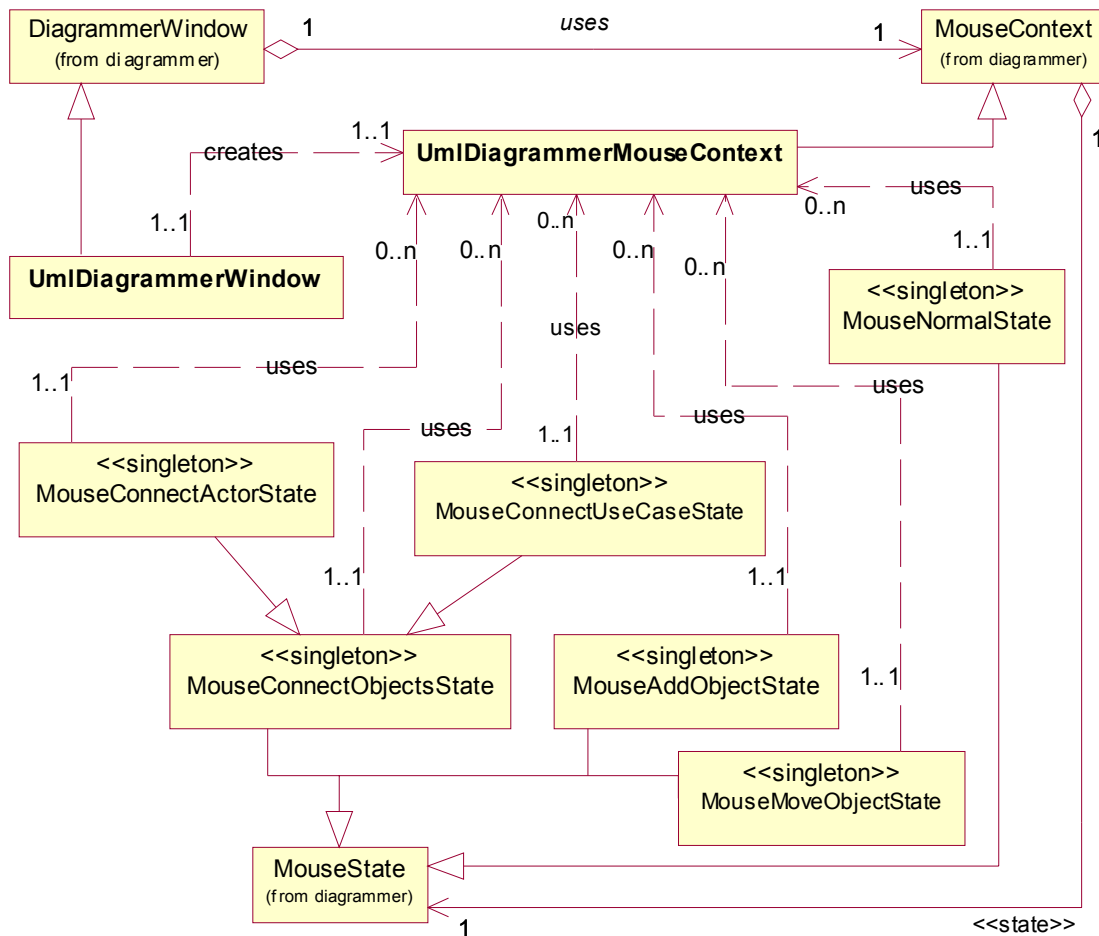 DiagrammerWindow
(from diagrammer)
1
uses
1
MouseContext
(from diagrammer)
1
creates
1..1
UmlDiagrammerMouseContext
1..1
UmlDiagrammerWindow
0..n
0..n
0..n
0..n
0..n
uses
0..n
1..1
<<singleton>>
MouseNormalState
1..1
uses
uses
uses
uses
uses
<<singleton>>
MouseConnectActorState
1..1
<<singleton>>
MouseConnectUseCaseState
1..1
1..1
<<singleton>>
MouseConnectObjectsState
<<singleton>>
MouseAddObjectState
1..1
<<singleton>>
MouseMoveObjectState
MouseState
(from diagrammer)
1
<<state>>